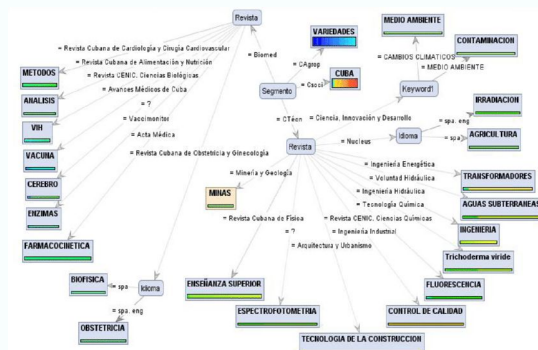 Revista
MEDIO AMBIENTE
VARIEDADES
CONTAMINACION
= Revista Cubana de Cardiología y Cirugía Cardiovascular
= Biomed
= CAgrop
= CAMBIOS CLIMATICOS
= Revista Cubana de Alimentación y Nutrición
= MEDIO AMBIENTE
METODOS
= Revista CENIC. Ciencias Biológicas
CUBA
Segmento
= Csoci
Keyword1
= Avances Médicos de Cuba
ANALISIS
= ?
= Ciencia, Innovación y Desarrollo
IRRADIACION
= Vaccimonitor
= CTécn
= spa. eng
VIH
= Acta Médica
= Nucleus
Idioma
= spa
AGRICULTURA
VACUNA
= Revista Cubana de Obstetricia y Ginecología
Revista
= Ingeniería Energética
CEREBRO
= Minería y Geología
= Voluntad Hidráulica
TRANSFORMADORES
MINAS
= Ingeniería Hidráulica
ENZIMAS
= Tecnología Química
AGUAS SUBTERRANEAS
= Revista Cubana de Física
= Revista CENIC. Ciencias Químicas
INGENIERIA
FARMACOCINETICA
= ?
= Ingeniería Industrial
= Arquitectura y Urbanismo
Trichoderma viride
BIOFISICA
= spa
Idioma
ENSEÑANZA SUPERIOR
FLUORESCENCIA
= spa. eng
ESPECTROFOTOMETRIA
CONTROL DE CALIDAD
OBSTETRICIA
TECNOLOGIA DE LA CONSTRUCCION